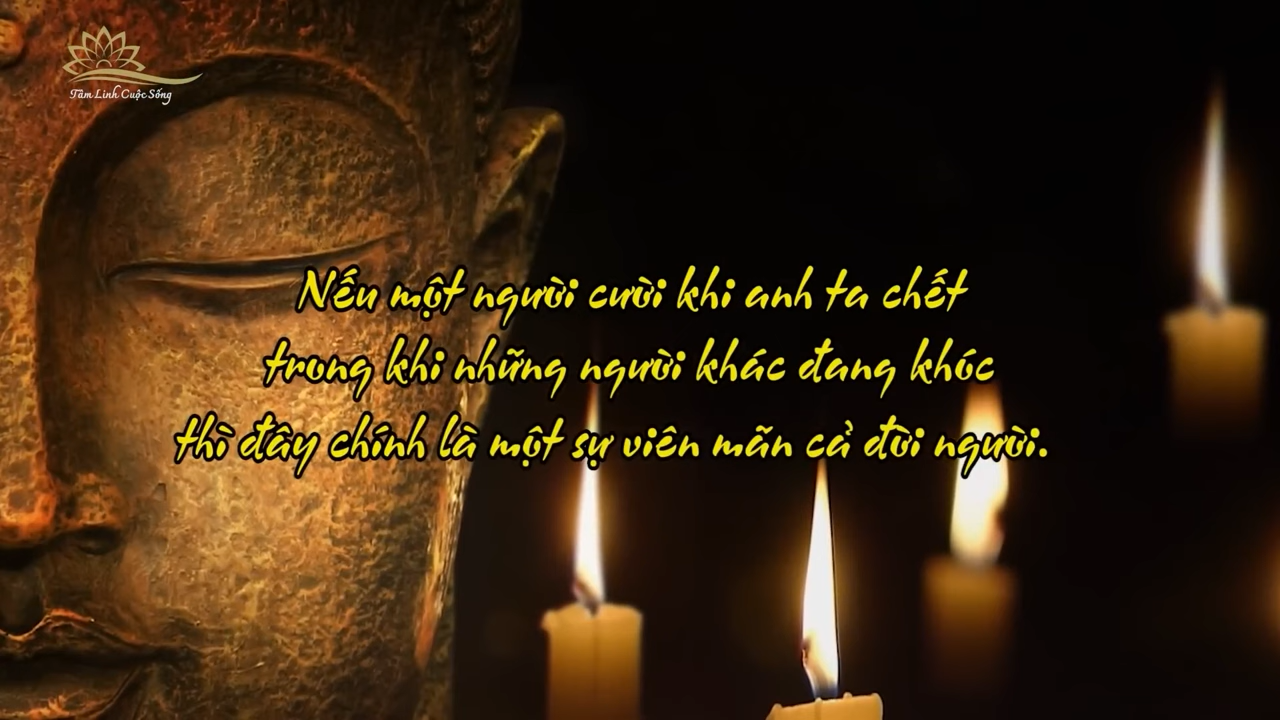 Tâm Linh Cuộc Sống
Nếu một người cười khi anh ta chết
trong khi những người khác đang khóc
thì đây chính là một sự viên mãn cả đời người.